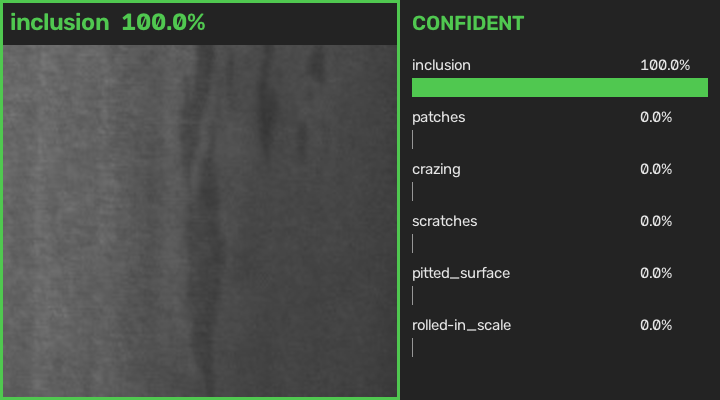 inclusion 100.0%
CONFIDENT
inclusion 100.0%
patches 0.0%
crazing 0.0%
scratches 0.0%
pitted_surface 0.0%
rolled-in_scale 0.0%